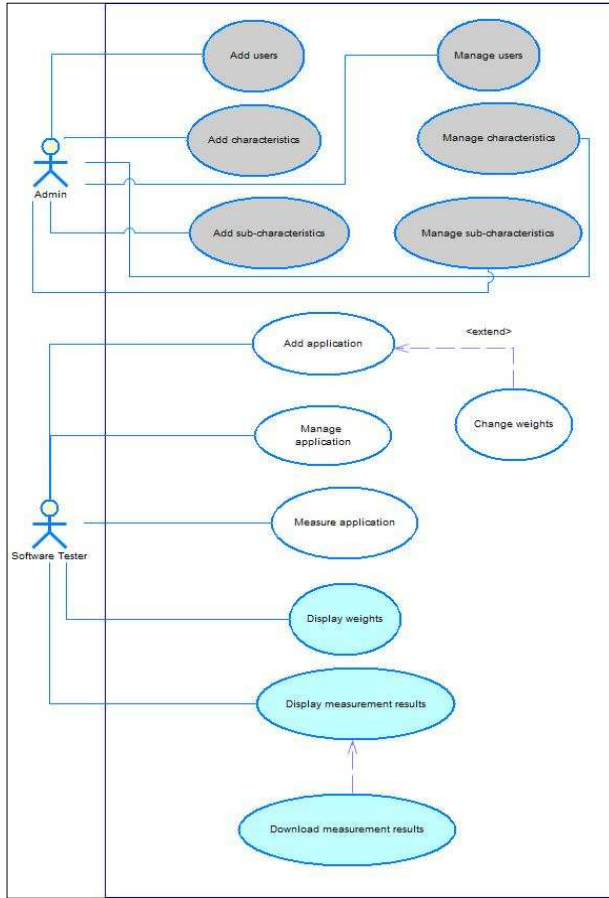 Add users
Manage users
Add characteristics
Manage characteristics
Admin
Add sub-characteristics
Manage sub-characteristics
<extend>
Add application
Change weights
Manage
application
Measure application
Software Tester
Display weights
Display measurement results
Download measurement results